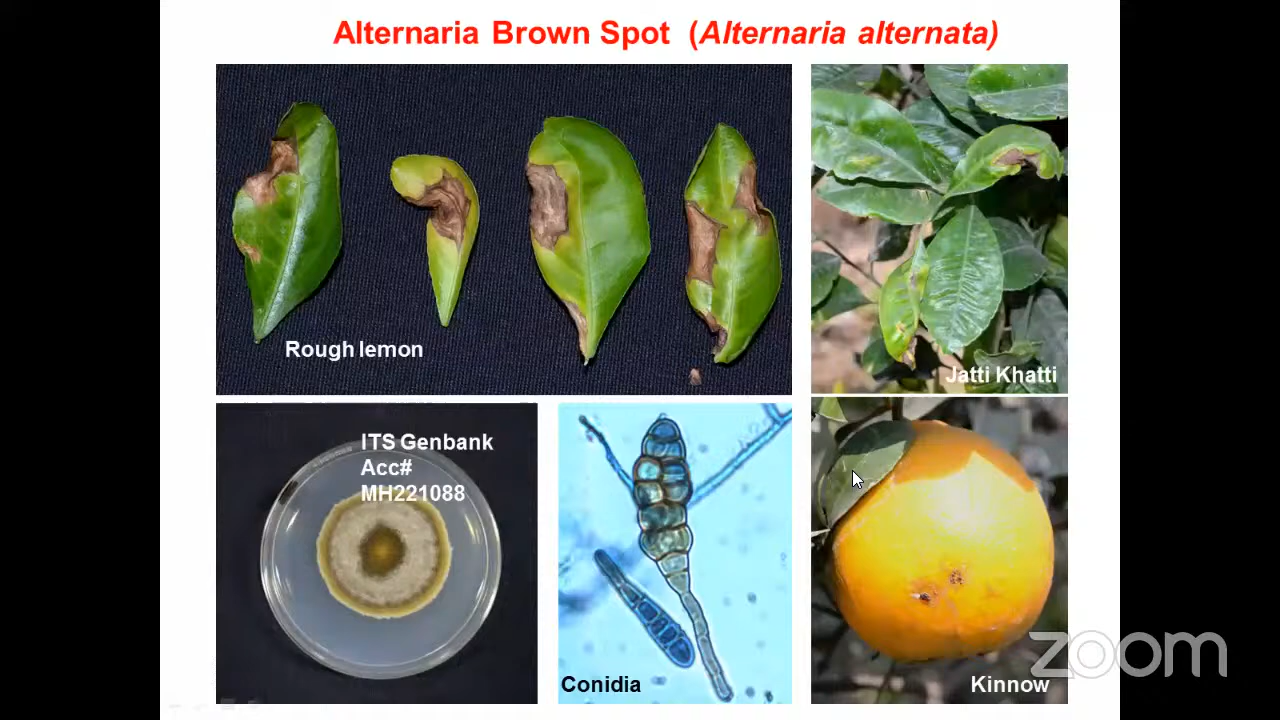 Alternaria Brown Spot (Alternaria alternata)
Rough lemon
Jatti Khatti
ITS Genbank
Acc#
MH221088
Conidia
Kinnow
zoom